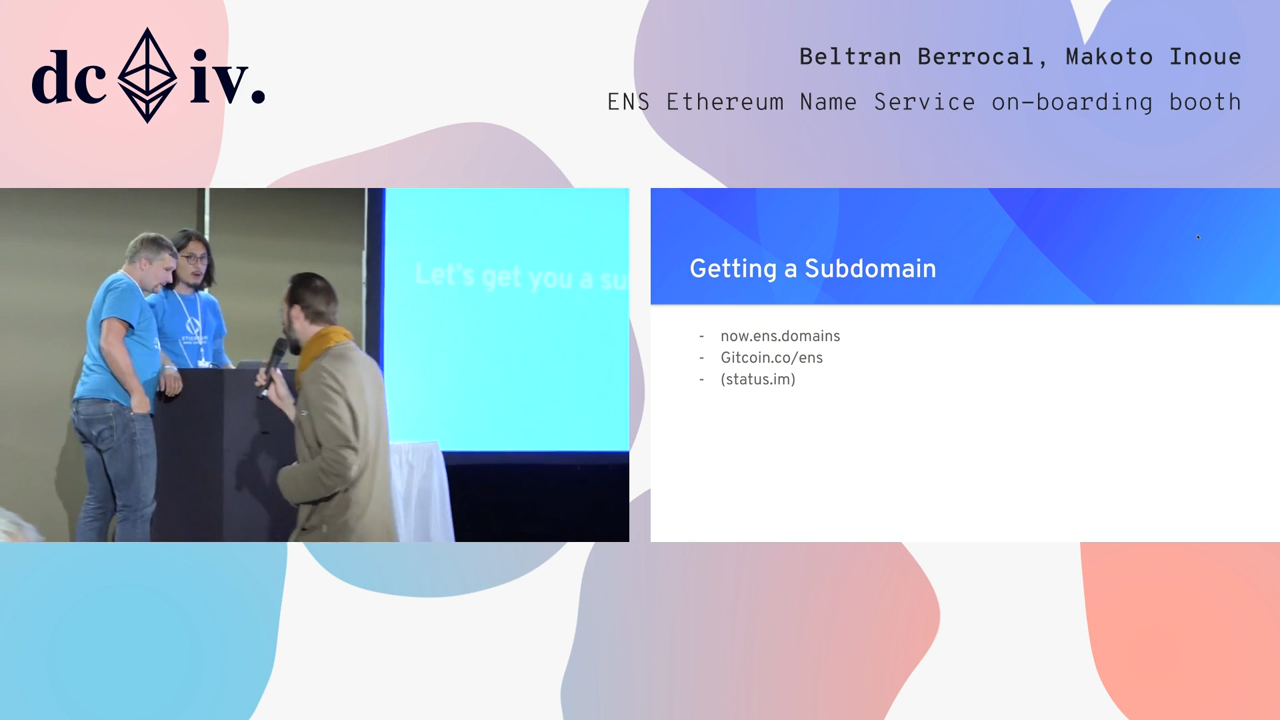 dc iv.
Beltran Berrocal, Makoto Inoue
ENS Ethereum Name Service on-boarding booth
Let's get you a su
Getting a Subdomain
- now.ens.domains
- Gitcoin.co/ens
- (status.im)